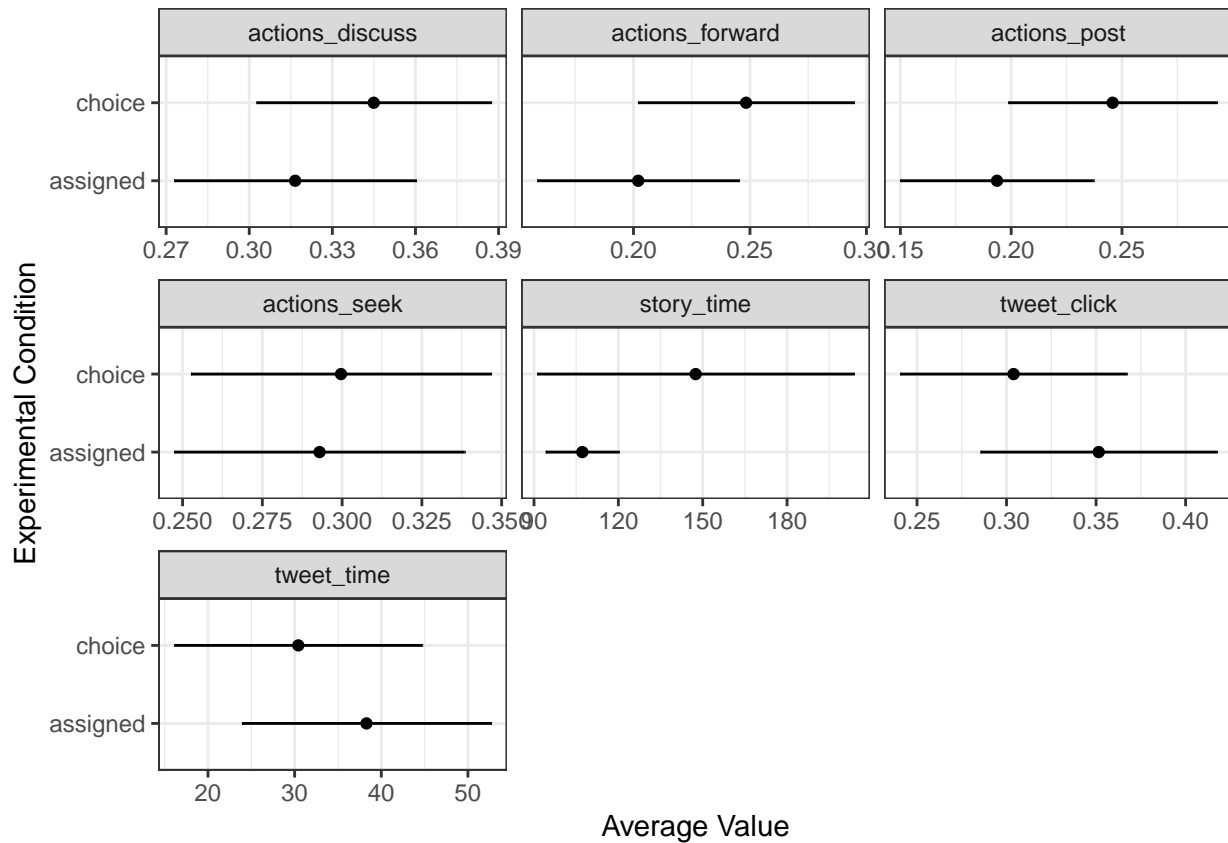 actions_discuss actions_forward actions_post
choice
assigned
0.27 0.30 0.33 0.36 0.39 0.20 0.25 0.30 0.15 0.20 0.25
actions_seek story_time tweet_click
choice
assigned
0.250 0.275 0.300 0.325 0.350 90 120 150 180 0.25 0.30 0.35 0.40
tweet_time
choice
assigned
20 30 40 50
Experimental Condition
Average Value